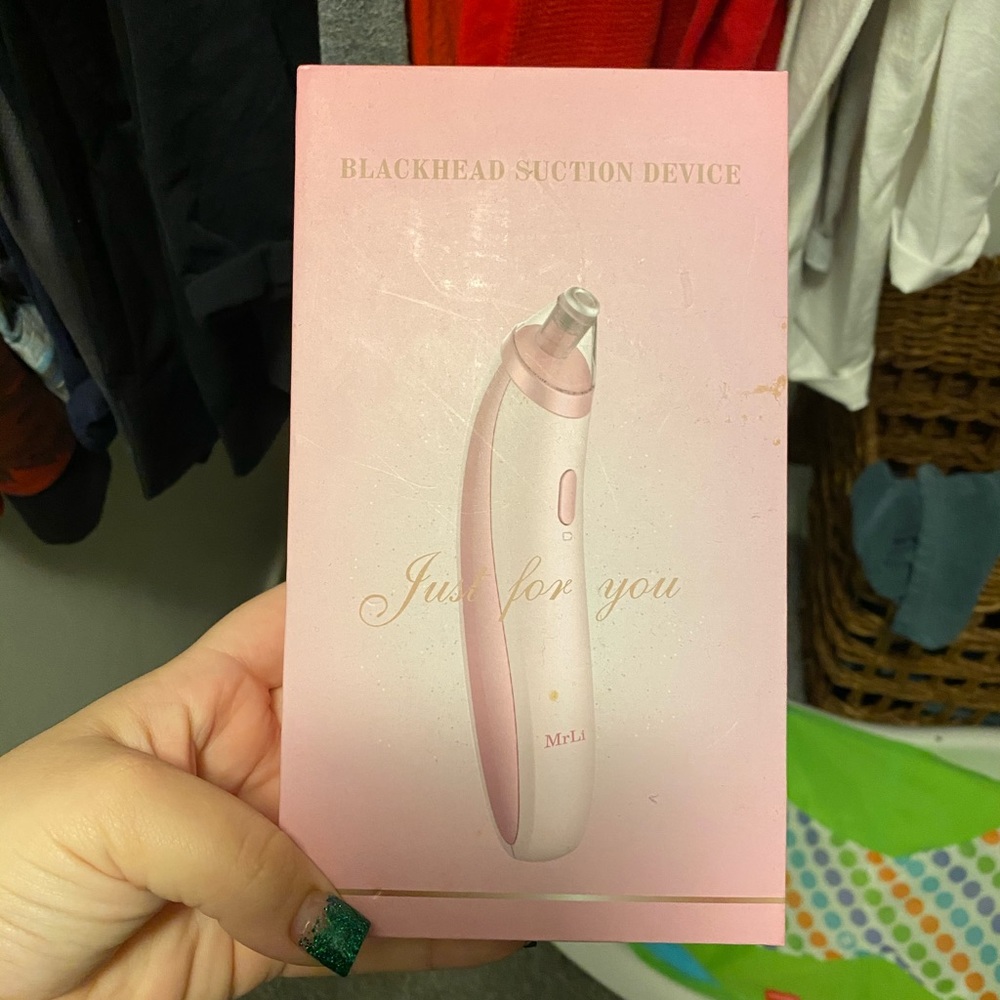 BLACKHEAD SUCTION DEVICE
Just for you
MrLi